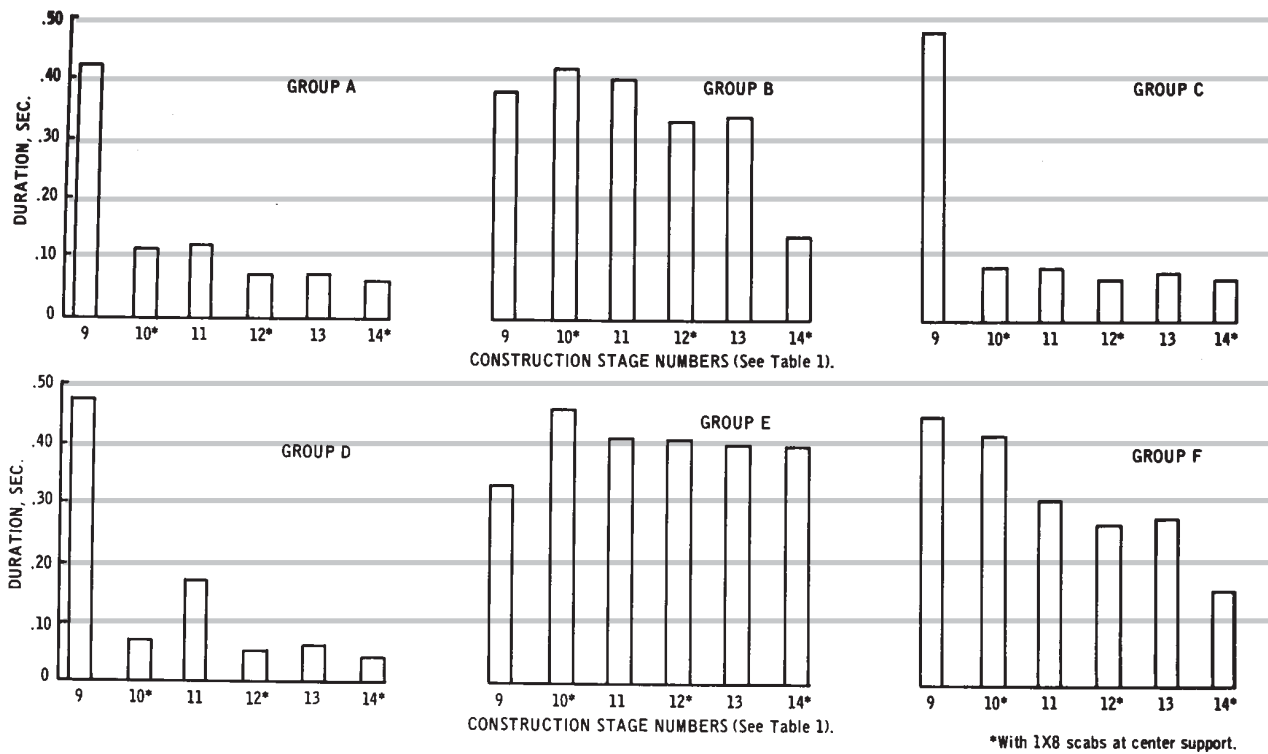 .50
.40
.30
.20
.10
0
DURATION, SEC.
GROUP A
GROUP B
GROUP C
9 10* 11 12* 13 14*
9 10* 11 12* 13 14*
9 10* 11 12* 13 14*
CONSTRUCTION STAGE NUMBERS (See Table 1).
.50
.40
.30
.20
.10
0
DURATION, SEC.
GROUP D
GROUP E
GROUP F
9 10* 11 12* 13 14*
9 10* 11 12* 13 14*
9 10* 11 12* 13 14*
CONSTRUCTION STAGE NUMBERS (See Table 1).
*With 1X8 scabs at center support.